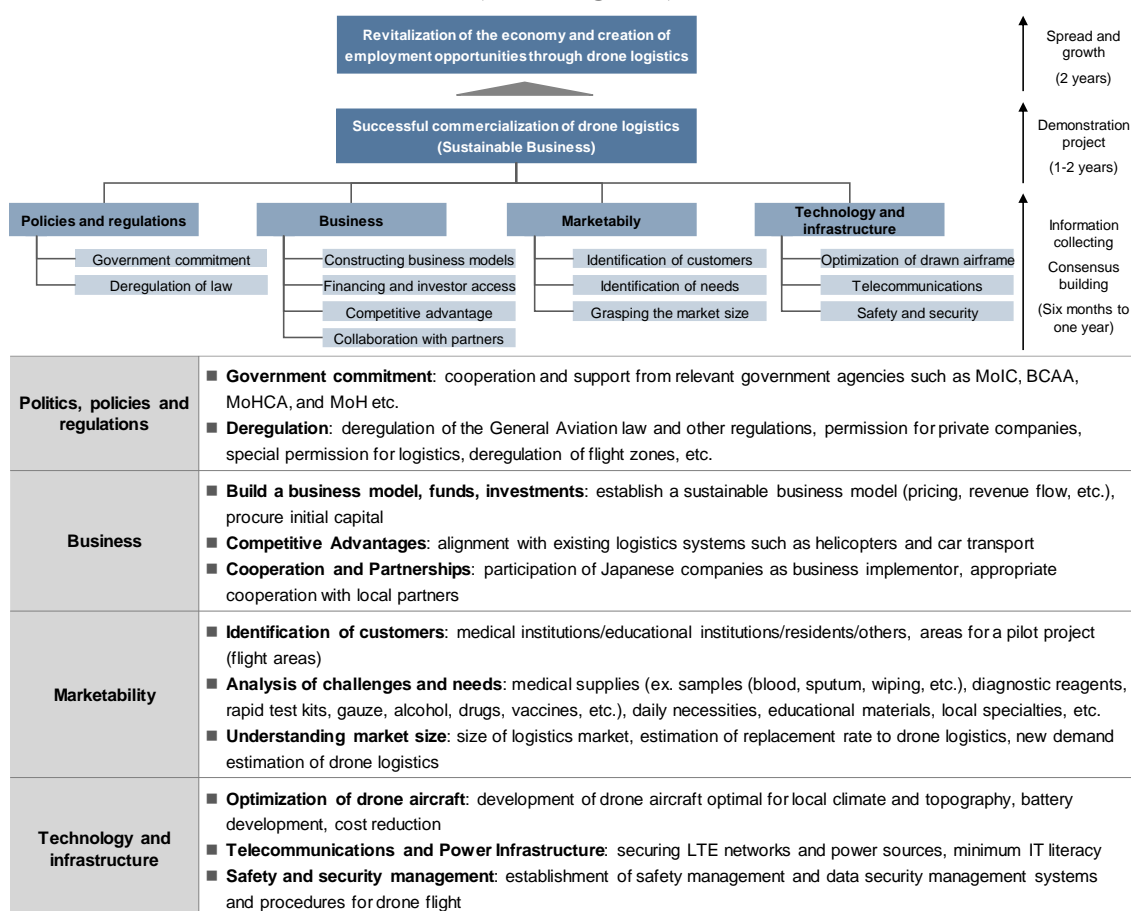 Revitalization of the economy and creation of
employment opportunities through drone logistics
Spread and
growth
(2 years)
Successful commercialization of drone logistics
(Sustainable Business)
Demonstration
project
(1-2 years)
Policies and regulations
Government commitment
Deregulation of law
Business
Constructing business models
Financing and investor access
Competitive advantage
Collaboration with partners
Marketabily
Identification of customers
Identification of needs
Grasping the market size
Technology and
infrastructure
Optimization of drawn airframe
Telecommunications
Safety and security
Information
collecting
Consensus
building
(Six months to
one year)
Politics, policies and
regulations
■ Government commitment: cooperation and support from relevant government agencies such as MoIC, BCAA,
MoHCA, and MoH etc.
■ Deregulation: deregulation of the General Aviation law and other regulations, permission for private companies,
special permission for logistics, deregulation of flight zones, etc.
Business
■ Build a business model, funds, investments: establish a sustainable business model (pricing, revenue flow, etc.),
procure initial capital
■ Competitive Advantages: alignment with existing logistics systems such as helicopters and car transport
■ Cooperation and Partnerships: participation of Japanese companies as business implementor, appropriate
cooperation with local partners
Marketability
■ Identification of customers: medical institutions/educational institutions/residents/others, areas for a pilot project
(flight areas)
■ Analysis of challenges and needs: medical supplies (ex. samples (blood, sputum, wiping, etc.), diagnostic reagents,
rapid test kits, gauze, alcohol, drugs, vaccines, etc.), daily necessities, educational materials, local specialties, etc.
■ Understanding market size: size of logistics market, estimation of replacement rate to drone logistics, new demand
estimation of drone logistics
Technology and
infrastructure
■ Optimization of drone aircraft: development of drone aircraft optimal for local climate and topography, battery
development, cost reduction
■ Telecommunications and Power Infrastructure: securing LTE networks and power sources, minimum IT literacy
■ Safety and security management: establishment of safety management and data security management systems
and procedures for drone flight